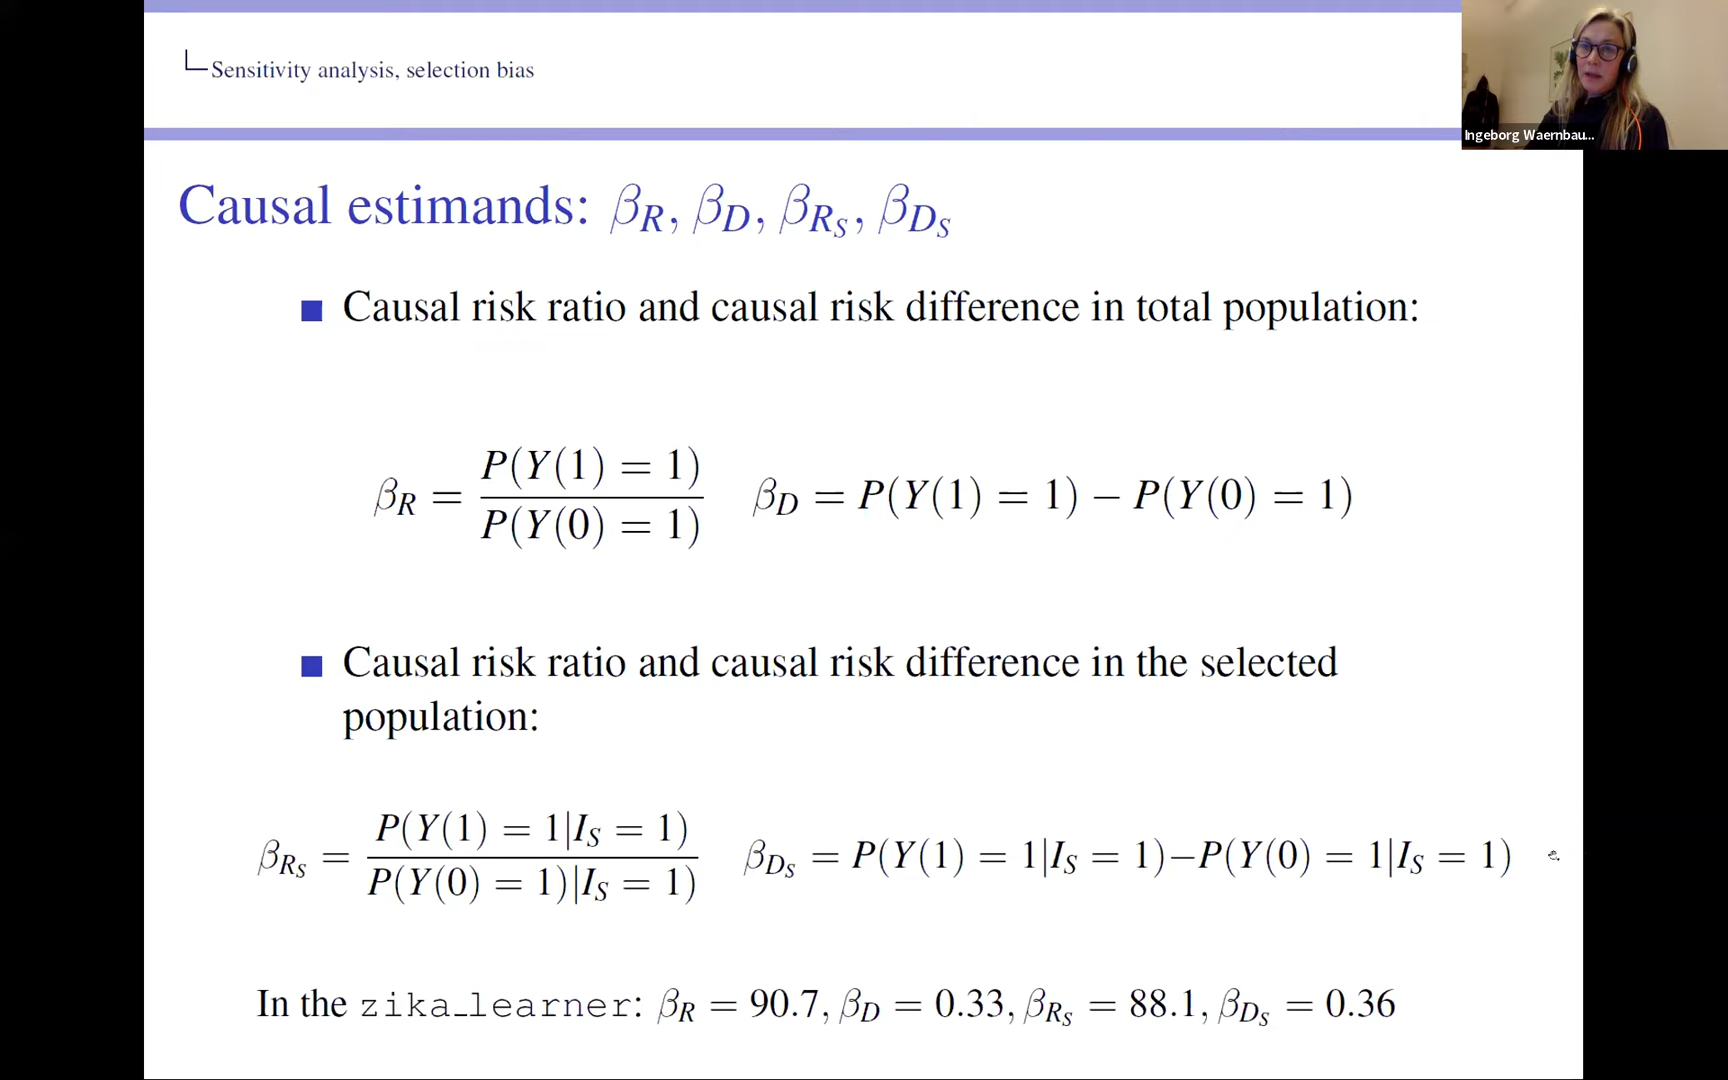 Sensitivity analysis, selection bias
Ingeborg Waernbau...
Causal estimands: β_R, β_D, β_{R_S}, β_{D_S}
■ Causal risk ratio and causal risk difference in total population:
β_R = P(Y(1) = 1) / P(Y(0) = 1)   β_D = P(Y(1) = 1) − P(Y(0) = 1)
■ Causal risk ratio and causal risk difference in the selected
population:
β_{R_S} = P(Y(1) = 1|I_S = 1) / P(Y(0) = 1)|I_S = 1)   β_{D_S} = P(Y(1) = 1|I_S = 1)−P(Y(0) = 1|I_S = 1)
In the zika_learner: β_R = 90.7, β_D = 0.33, β_{R_S} = 88.1, β_{D_S} = 0.36